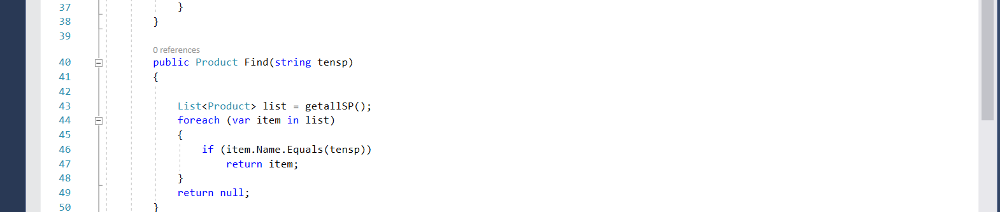 37 }
38 }
39
0 references
40 public Product Find(string tensp)
41 {
42
43 List<Product> list = getallSP();
44 foreach (var item in list)
45 {
46 if (item.Name.Equals(tensp))
47 return item;
48 }
49 return null;
50 }